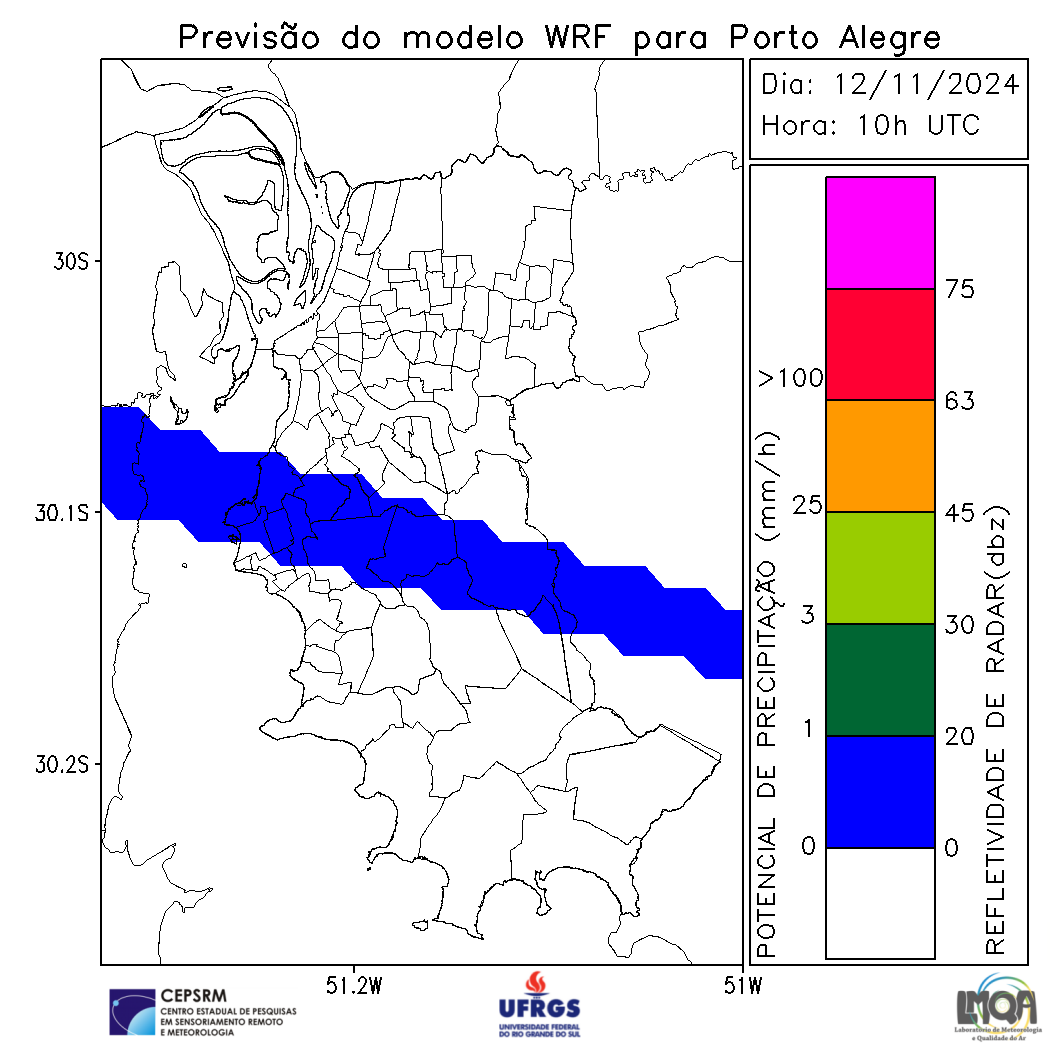 Previsão do modelo WRF para Porto Alegre
Dia: 12/11/2024
Hora: 10h UTC
30S
30.1S
30.2S
51.2W
51W
POTENCIAL DE PRECIPITAÇÃO (mm/h)
>100
25
3
1
0
75
63
45
30
20
0
REFLETIVIDADE DE RADAR(dbz)
CEPSRM
CENTRO ESTADUAL DE PESQUISAS
EM SENSORIAMENTO REMOTO
E METEOROLOGIA
UFRGS
UNIVERSIDADE FEDERAL
DO RIO GRANDE DO SUL
LMQA
Laboratório de Meteorologia
e Qualidade do Ar